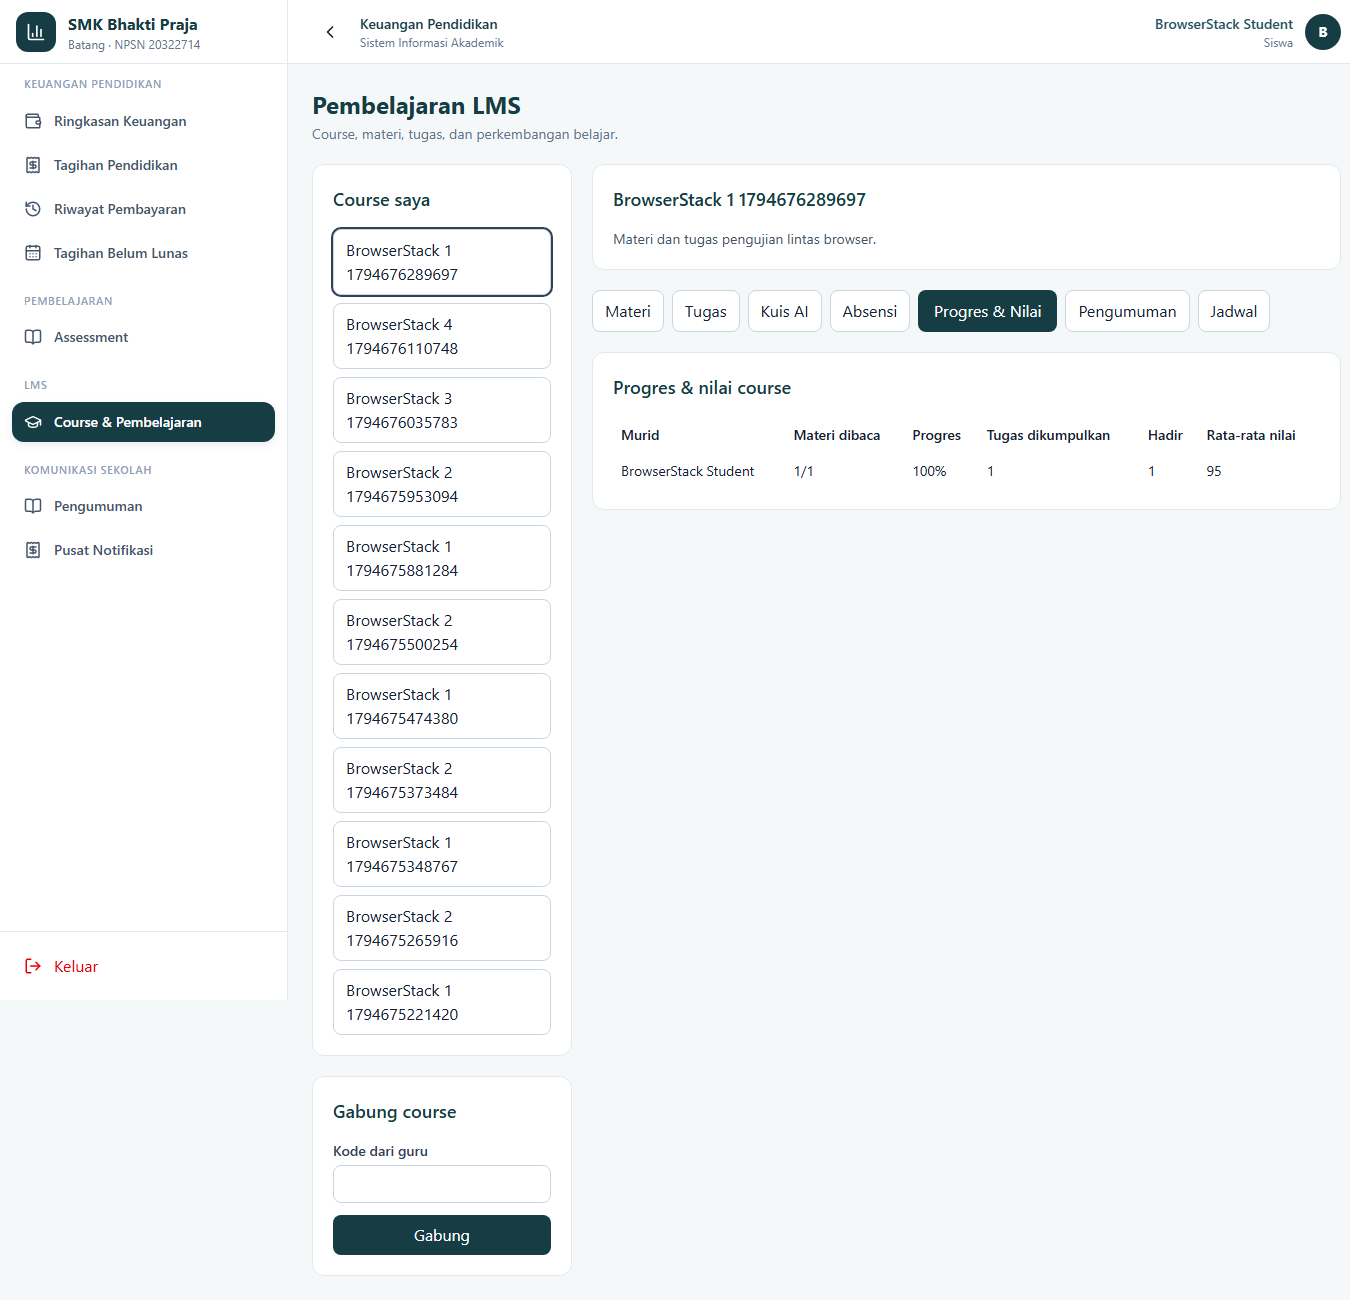 SMK Bhakti Praja
Batang · NPSN 20322714
KEUANGAN PENDIDIKAN
Ringkasan Keuangan
Tagihan Pendidikan
Riwayat Pembayaran
Tagihan Belum Lunas
PEMBELAJARAN
Assessment
LMS
Course & Pembelajaran
KOMUNIKASI SEKOLAH
Pengumuman
Pusat Notifikasi
Keluar
Keuangan Pendidikan
Sistem Informasi Akademik
BrowserStack Student
Siswa
B
Pembelajaran LMS
Course, materi, tugas, dan perkembangan belajar.
Course saya
BrowserStack 1
1794676289697
BrowserStack 4
1794676110748
BrowserStack 3
1794676035783
BrowserStack 2
1794675953094
BrowserStack 1
1794675881284
BrowserStack 2
1794675500254
BrowserStack 1
1794675474380
BrowserStack 2
1794675373484
BrowserStack 1
1794675348767
BrowserStack 2
1794675265916
BrowserStack 1
1794675221420
Gabung course
Kode dari guru
Gabung
BrowserStack 1 1794676289697
Materi dan tugas pengujian lintas browser.
Materi Tugas Kuis AI Absensi Progres & Nilai Pengumuman Jadwal
Progres & nilai course
Murid Materi dibaca Progres Tugas dikumpulkan Hadir Rata-rata nilai
BrowserStack Student 1/1 100% 1 1 95